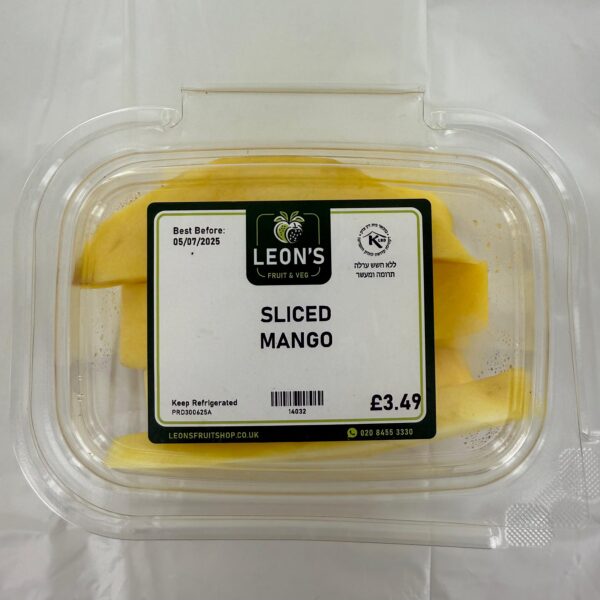 Best Before:
05/07/2025
LEON'S
FRUIT & VEG
K
LBD
ללא חשש ערלה
תרומה ומעשר
SLICED
MANGO
Keep Refrigerated
PRD300625A
14032
£3.49
LEONSFRUITSHOP.CO.UK
020 8455 3330